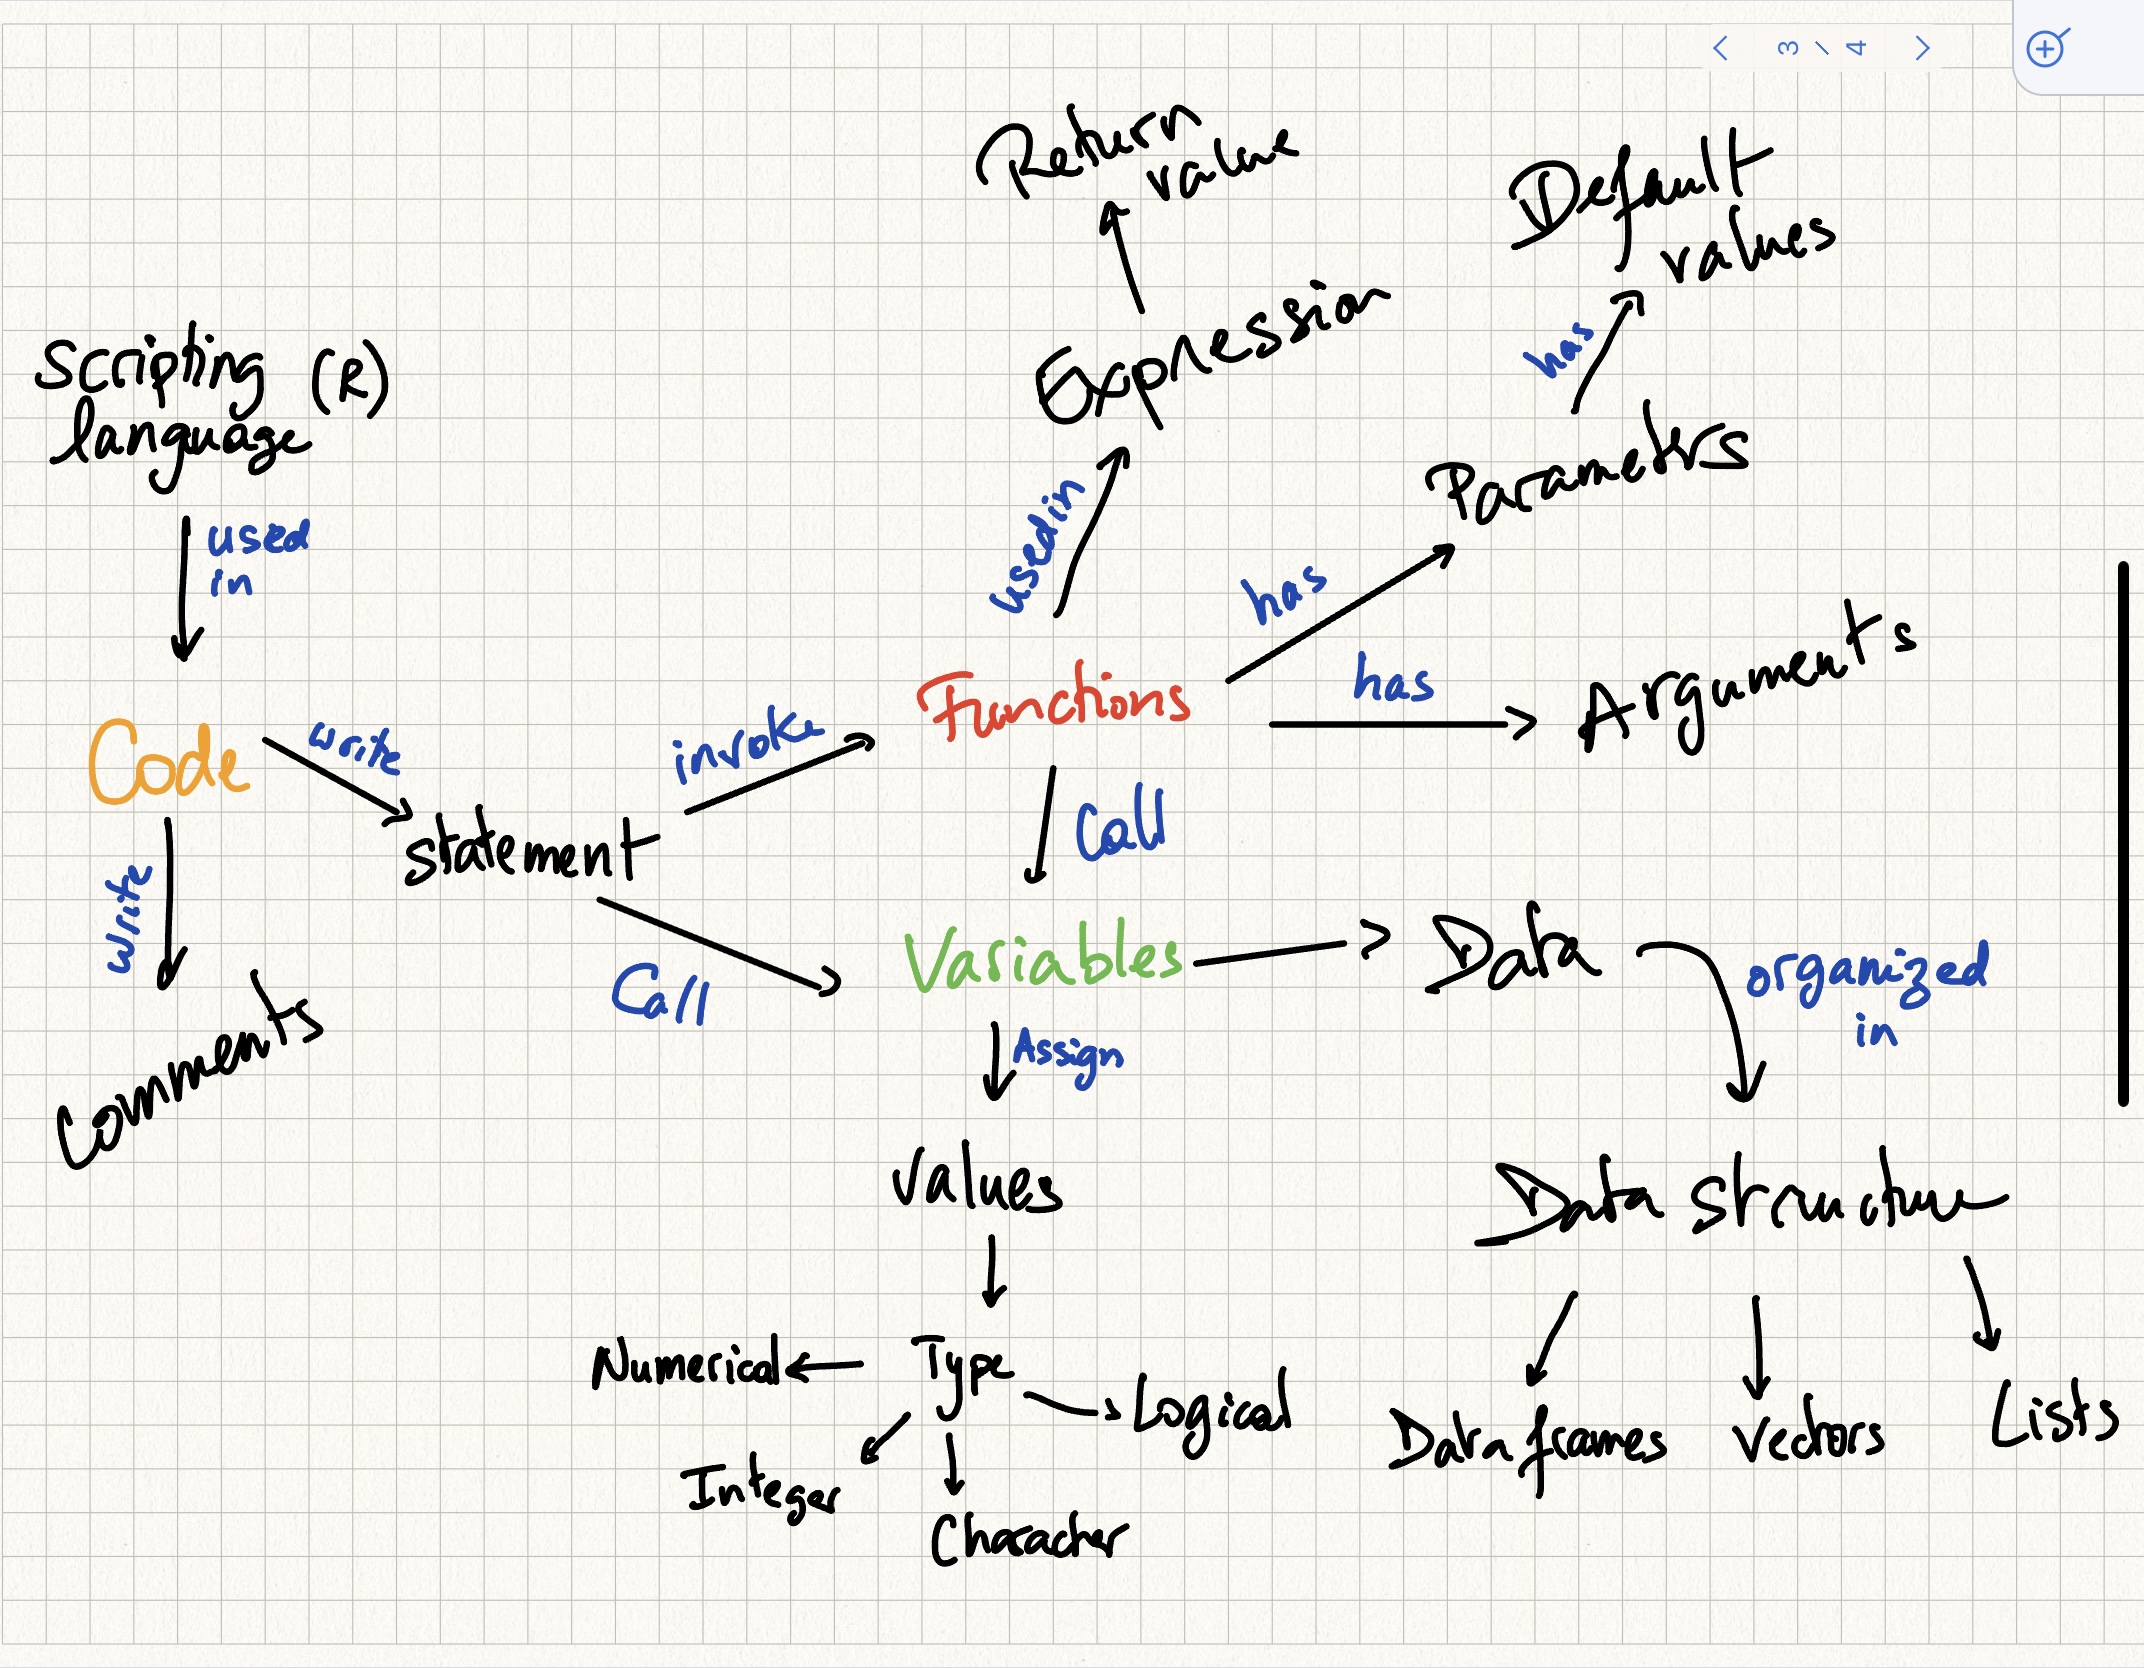 3 / 4
Return
value
Default
values
Scripting (R)
language
Expression
has
Parameters
used
in
used in
has
Arguments
has
Functions
Code
write
invoke
statement
Call
write
Call
Variables
Data
organized
in
Assign
Comments
values
Data structure
Type
Numerical
Logical
Integer
Character
Data frames
Vectors
Lists